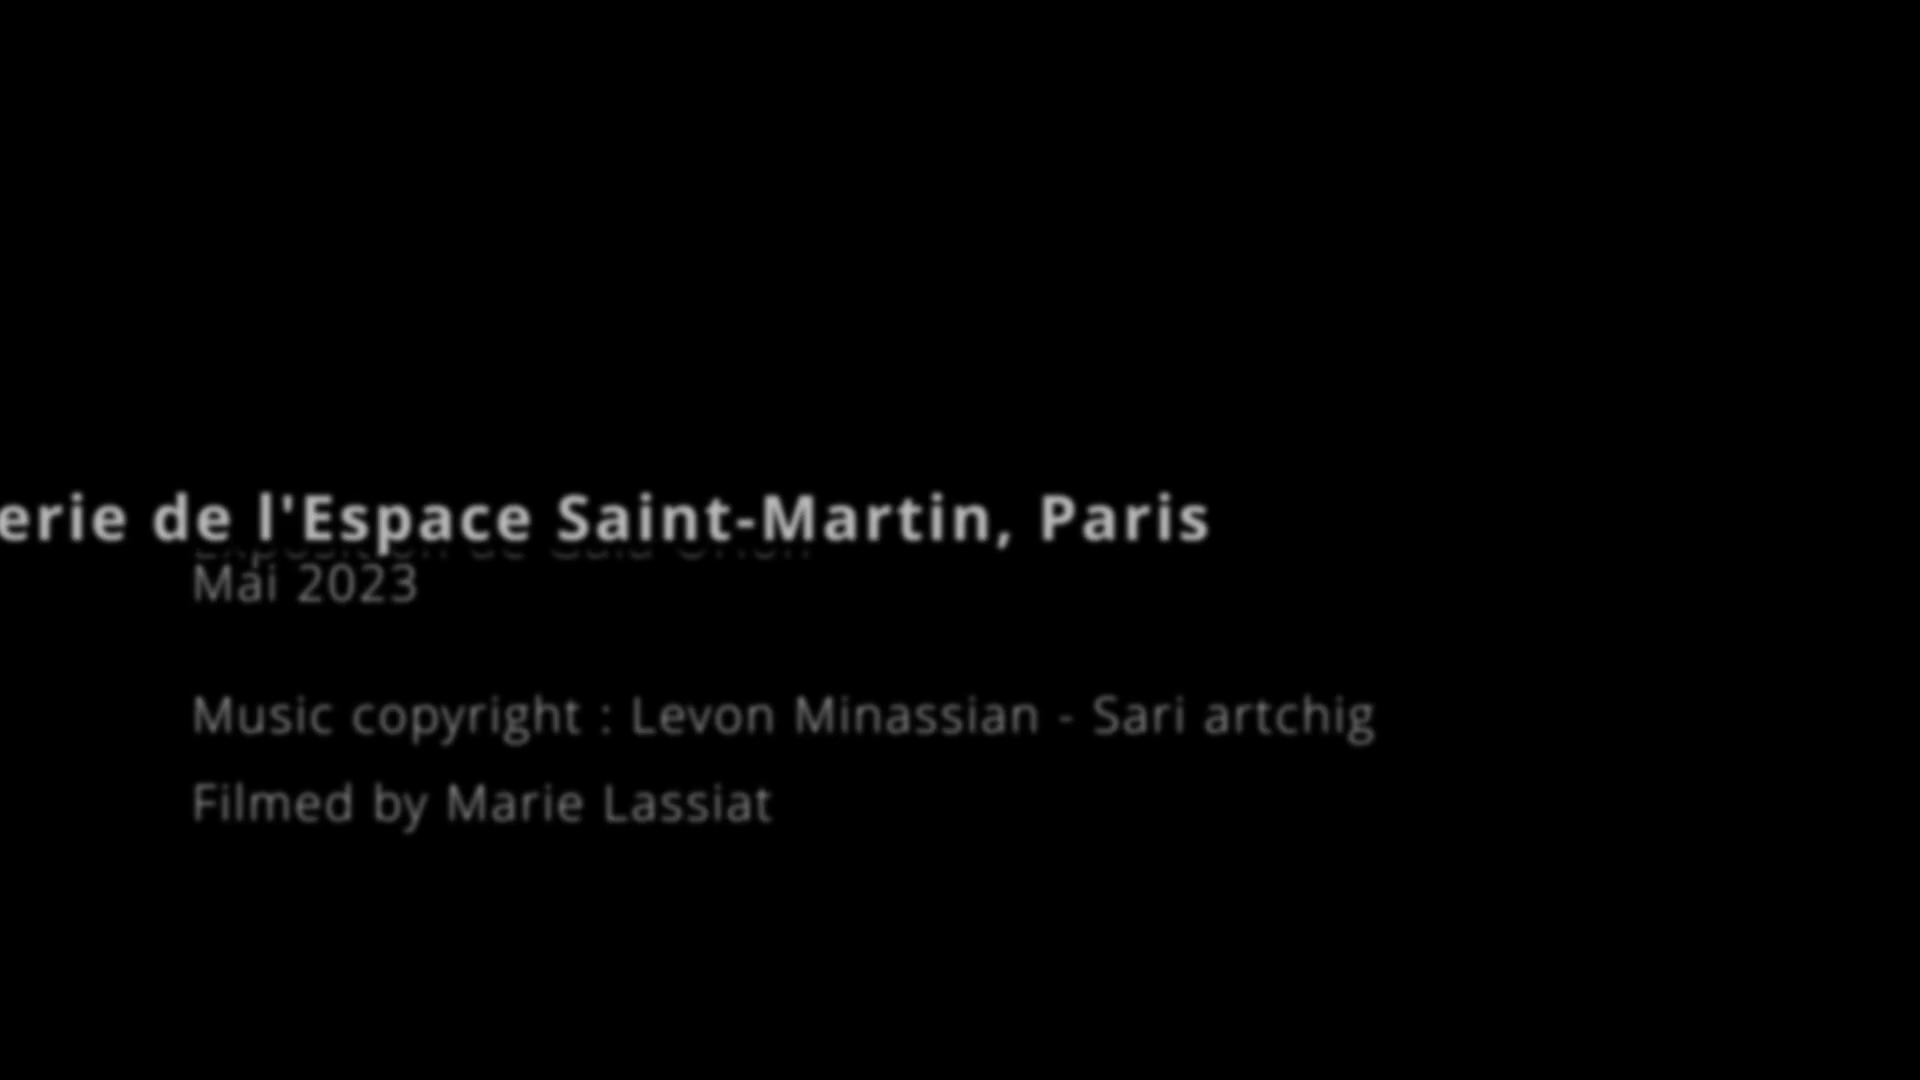 erie de l'Espace Saint-Martin, Paris
Mai 2023
Music copyright : Levon Minassian - Sari artchig
Filmed by Marie Lassiat